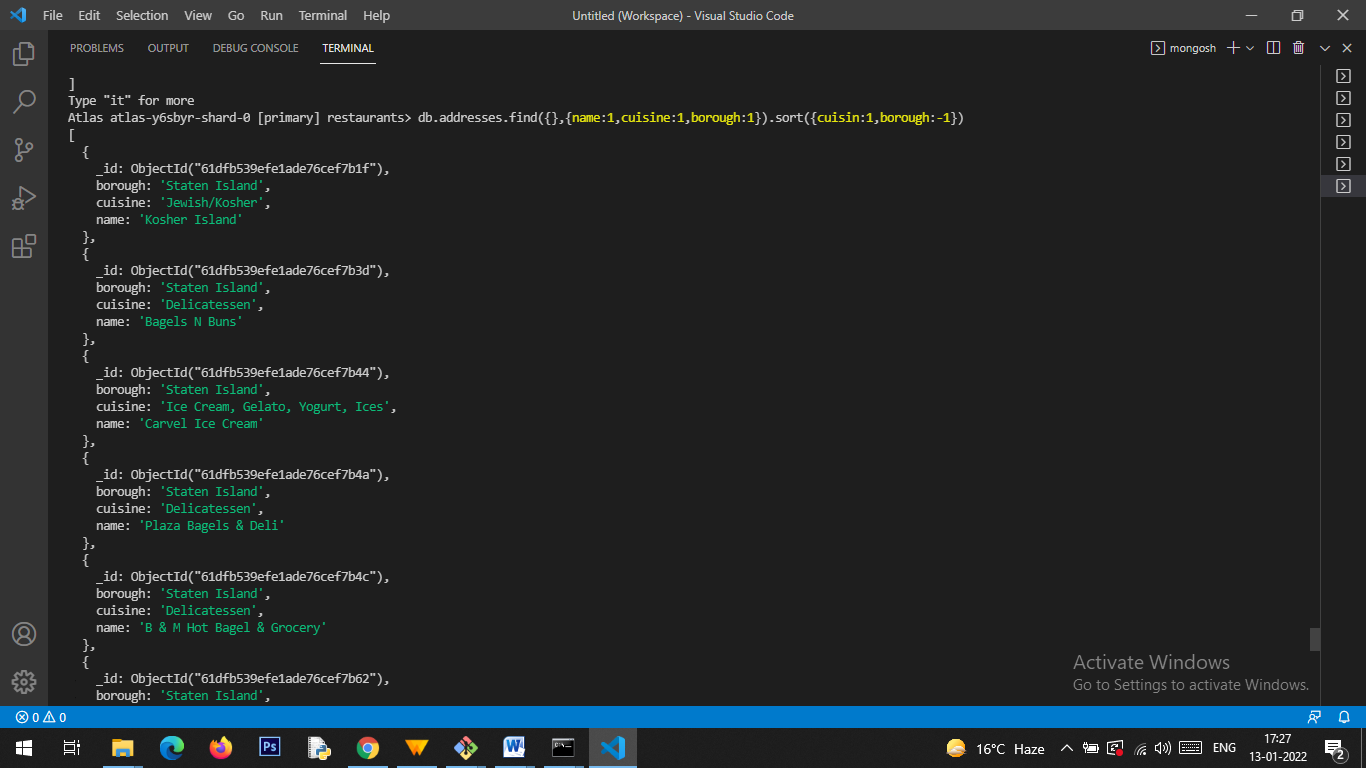 File Edit Selection View Go Run Terminal Help Untitled (Workspace) - Visual Studio Code
PROBLEMS OUTPUT DEBUG CONSOLE TERMINAL mongosh
]
Type "it" for more
Atlas atlas-y6sbyr-shard-0 [primary] restaurants> db.addresses.find({},{name:1,cuisine:1,borough:1}).sort({cuisin:1,borough:-1})
[
{
_id: ObjectId("61dfb539efe1ade76cef7b1f"),
borough: 'Staten Island',
cuisine: 'Jewish/Kosher',
name: 'Kosher Island'
},
{
_id: ObjectId("61dfb539efe1ade76cef7b3d"),
borough: 'Staten Island',
cuisine: 'Delicatessen',
name: 'Bagels N Buns'
},
{
_id: ObjectId("61dfb539efe1ade76cef7b44"),
borough: 'Staten Island',
cuisine: 'Ice Cream, Gelato, Yogurt, Ices',
name: 'Carvel Ice Cream'
},
{
_id: ObjectId("61dfb539efe1ade76cef7b4a"),
borough: 'Staten Island',
cuisine: 'Delicatessen',
name: 'Plaza Bagels & Deli'
},
{
_id: ObjectId("61dfb539efe1ade76cef7b4c"),
borough: 'Staten Island',
cuisine: 'Delicatessen',
name: 'B & M Hot Bagel & Grocery'
},
{
_id: ObjectId("61dfb539efe1ade76cef7b62"),
borough: 'Staten Island',
Activate Windows
Go to Settings to activate Windows.
0 0
Ps W 16°C Haze ENG 17:27
13-01-2022 2